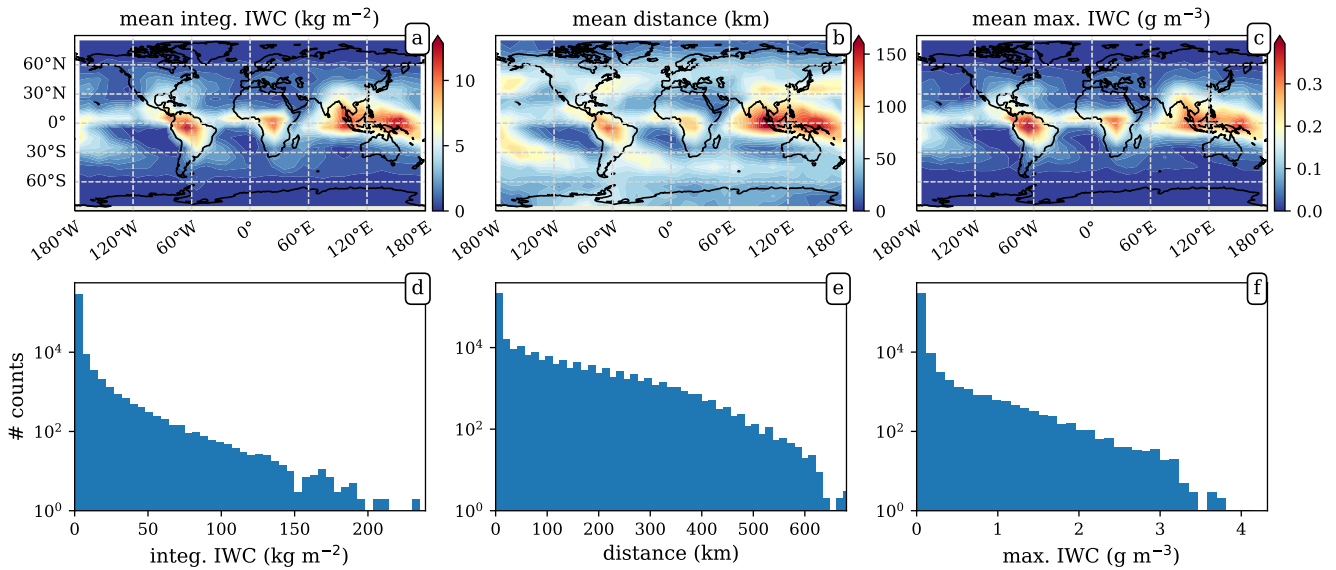 mean integ. IWC (kg m⁻²)
a
60°N
30°N
0°
30°S
60°S
180°W
120°W
60°W
0°
60°E
120°E
180°E
10
5
0
mean distance (km)
b
180°W
120°W
60°W
0°
60°E
120°E
180°E
150
100
50
0
mean max. IWC (g m⁻³)
c
180°W
120°W
60°W
0°
60°E
120°E
180°E
0.3
0.2
0.1
0.0
# counts
d
10⁴
10²
10⁰
0
50
100
150
200
integ. IWC (kg m⁻²)
e
10⁴
10²
10⁰
0
100
200
300
400
500
600
distance (km)
f
10⁴
10²
10⁰
0
1
2
3
4
max. IWC (g m⁻³)